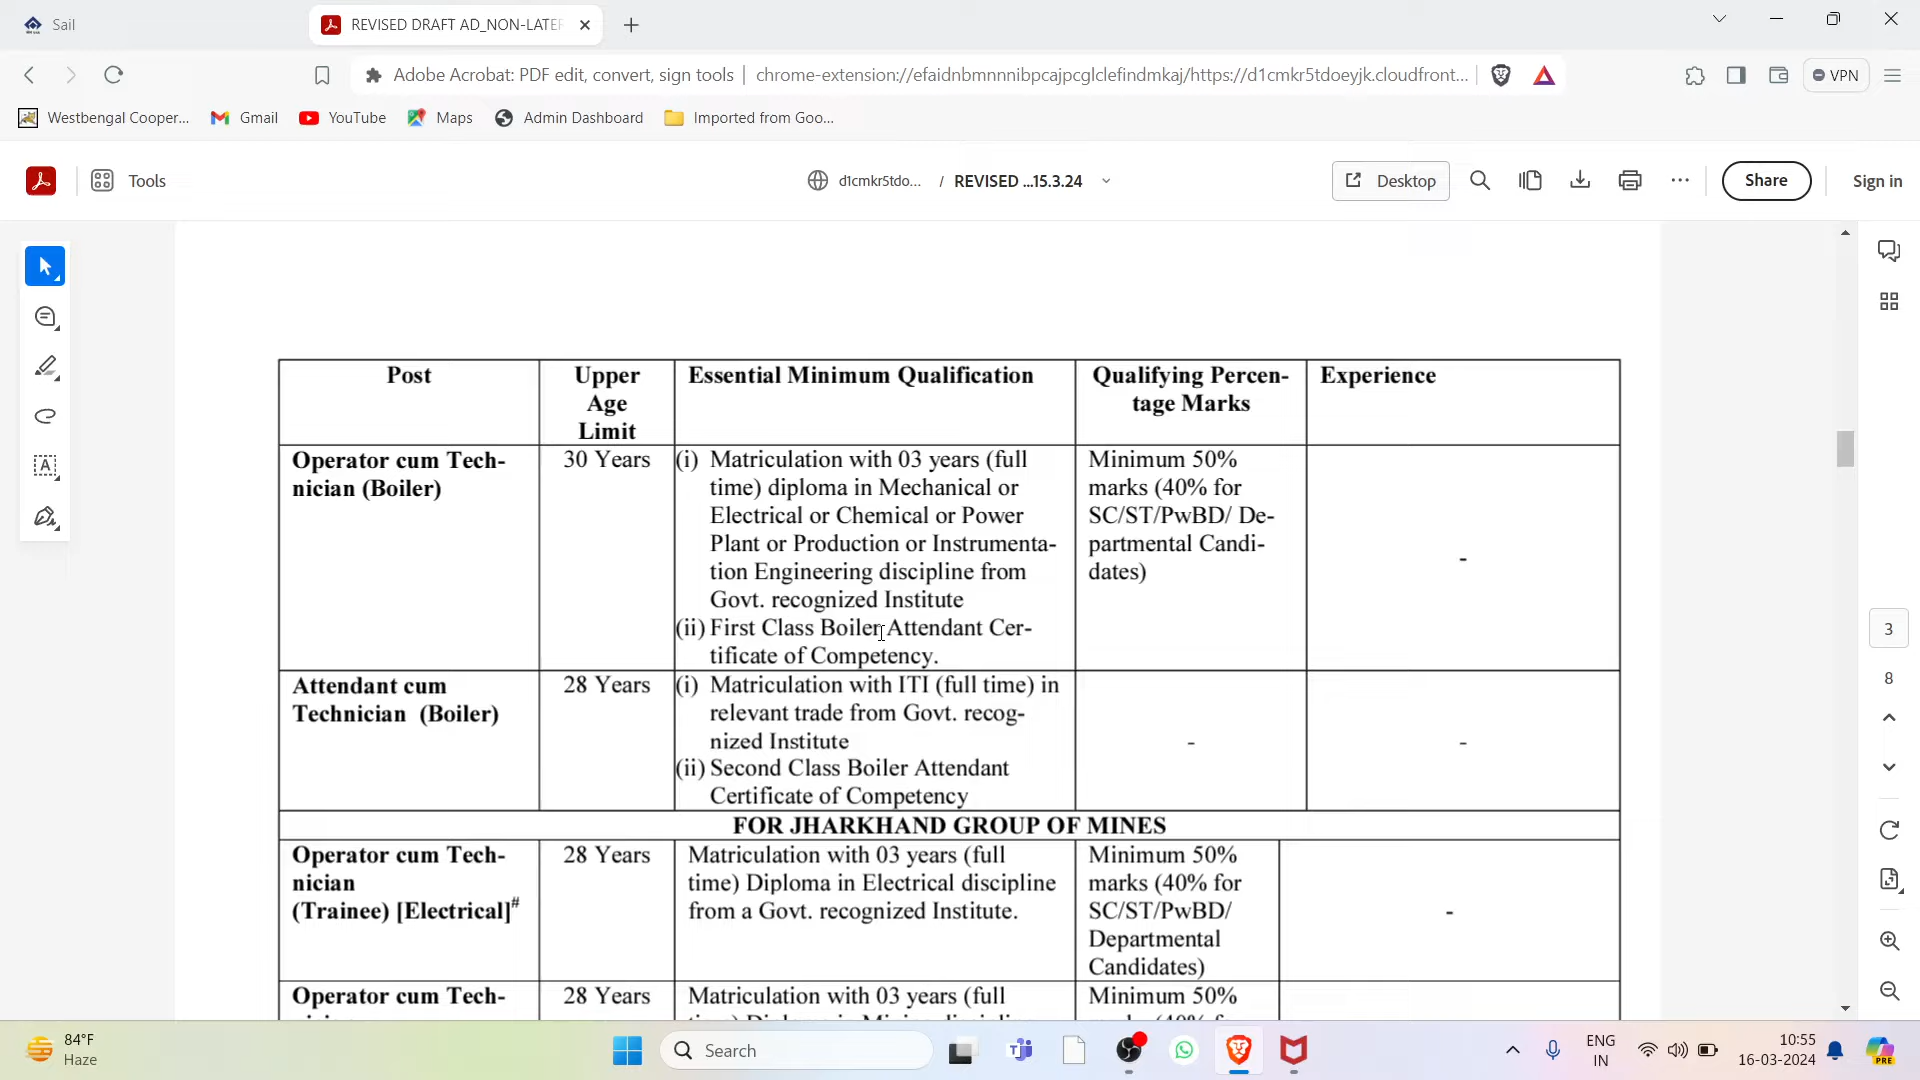 Sail
REVISED DRAFT AD_NON-LATE
Adobe Acrobat: PDF edit, convert, sign tools
chrome-extension://efaidnbmnnnibpcajpcglclefindmkaj/https://d1cmkr5tdoeyjk.cloudfront...
VPN
Westbengal Cooper...
Gmail
YouTube
Maps
Admin Dashboard
Imported from Goo...
Tools
d1cmkr5tdo...
/ REVISED ...15.3.24
Desktop
Share
Sign in
Post
Upper
Age
Limit
Essential Minimum Qualification
Qualifying Percen-
tage Marks
Experience
Operator cum Tech-
nician (Boiler)
30 Years
(i) Matriculation with 03 years (full
time) diploma in Mechanical or
Electrical or Chemical or Power
Plant or Production or Instrumenta-
tion Engineering discipline from
Govt. recognized Institute
(ii) First Class Boiler Attendant Cer-
tificate of Competency.
Minimum 50%
marks (40% for
SC/ST/PwBD/ De-
partmental Candi-
dates)
-
Attendant cum
Technician (Boiler)
28 Years
(i) Matriculation with ITI (full time) in
relevant trade from Govt. recog-
nized Institute
(ii) Second Class Boiler Attendant
Certificate of Competency
-
-
FOR JHARKHAND GROUP OF MINES
Operator cum Tech-
nician
(Trainee) [Electrical]#
28 Years
Matriculation with 03 years (full
time) Diploma in Electrical discipline
from a Govt. recognized Institute.
Minimum 50%
marks (40% for
SC/ST/PwBD/
Departmental
Candidates)
-
Operator cum Tech-
28 Years
Matriculation with 03 years (full
Minimum 50%
3
8
84°F
Haze
Search
ENG
IN
10:55
16-03-2024
PRE